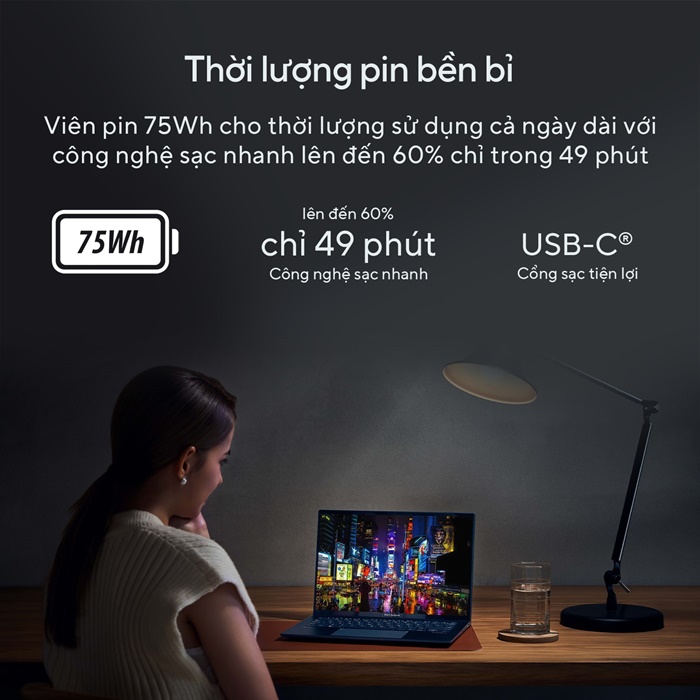 Thời lượng pin bền bỉ
Viên pin 75Wh cho thời lượng sử dụng cả ngày dài với
công nghệ sạc nhanh lên đến 60% chỉ trong 49 phút
75Wh
lên đến 60%
chỉ 49 phút
Công nghệ sạc nhanh
USB-C®
Cổng sạc tiện lợi